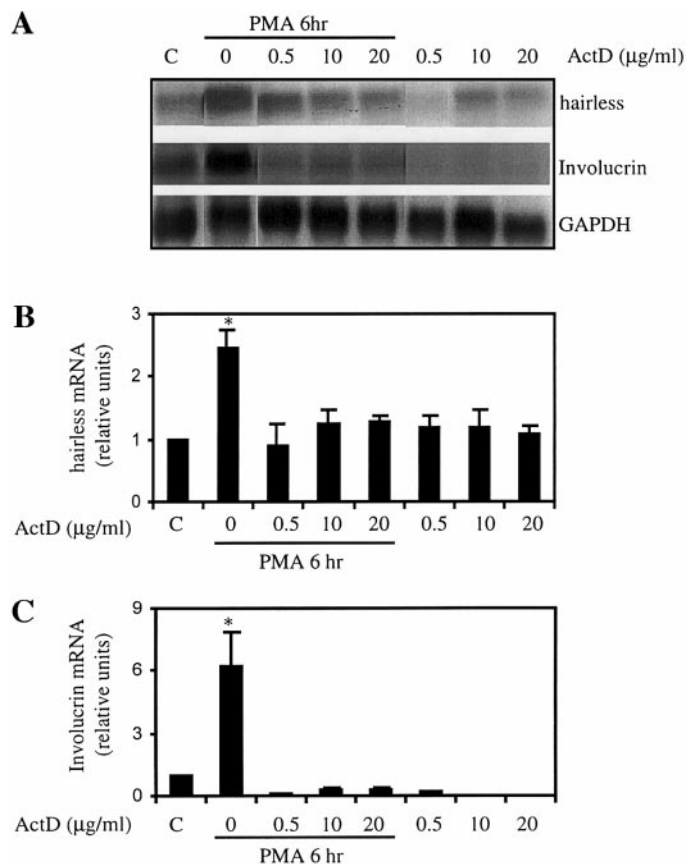 A
PMA 6hr
C 0 0.5 10 20 0.5 10 20 ActD (µg/ml)
hairless
Involucrin
GAPDH
B
hairless mRNA
(relative units)
3
2
1
0
*
ActD (µg/ml) C 0 0.5 10 20 0.5 10 20
PMA 6 hr
C
Involucrin mRNA
(relative units)
9
6
3
0
*
ActD (µg/ml) C 0 0.5 10 20 0.5 10 20
PMA 6 hr